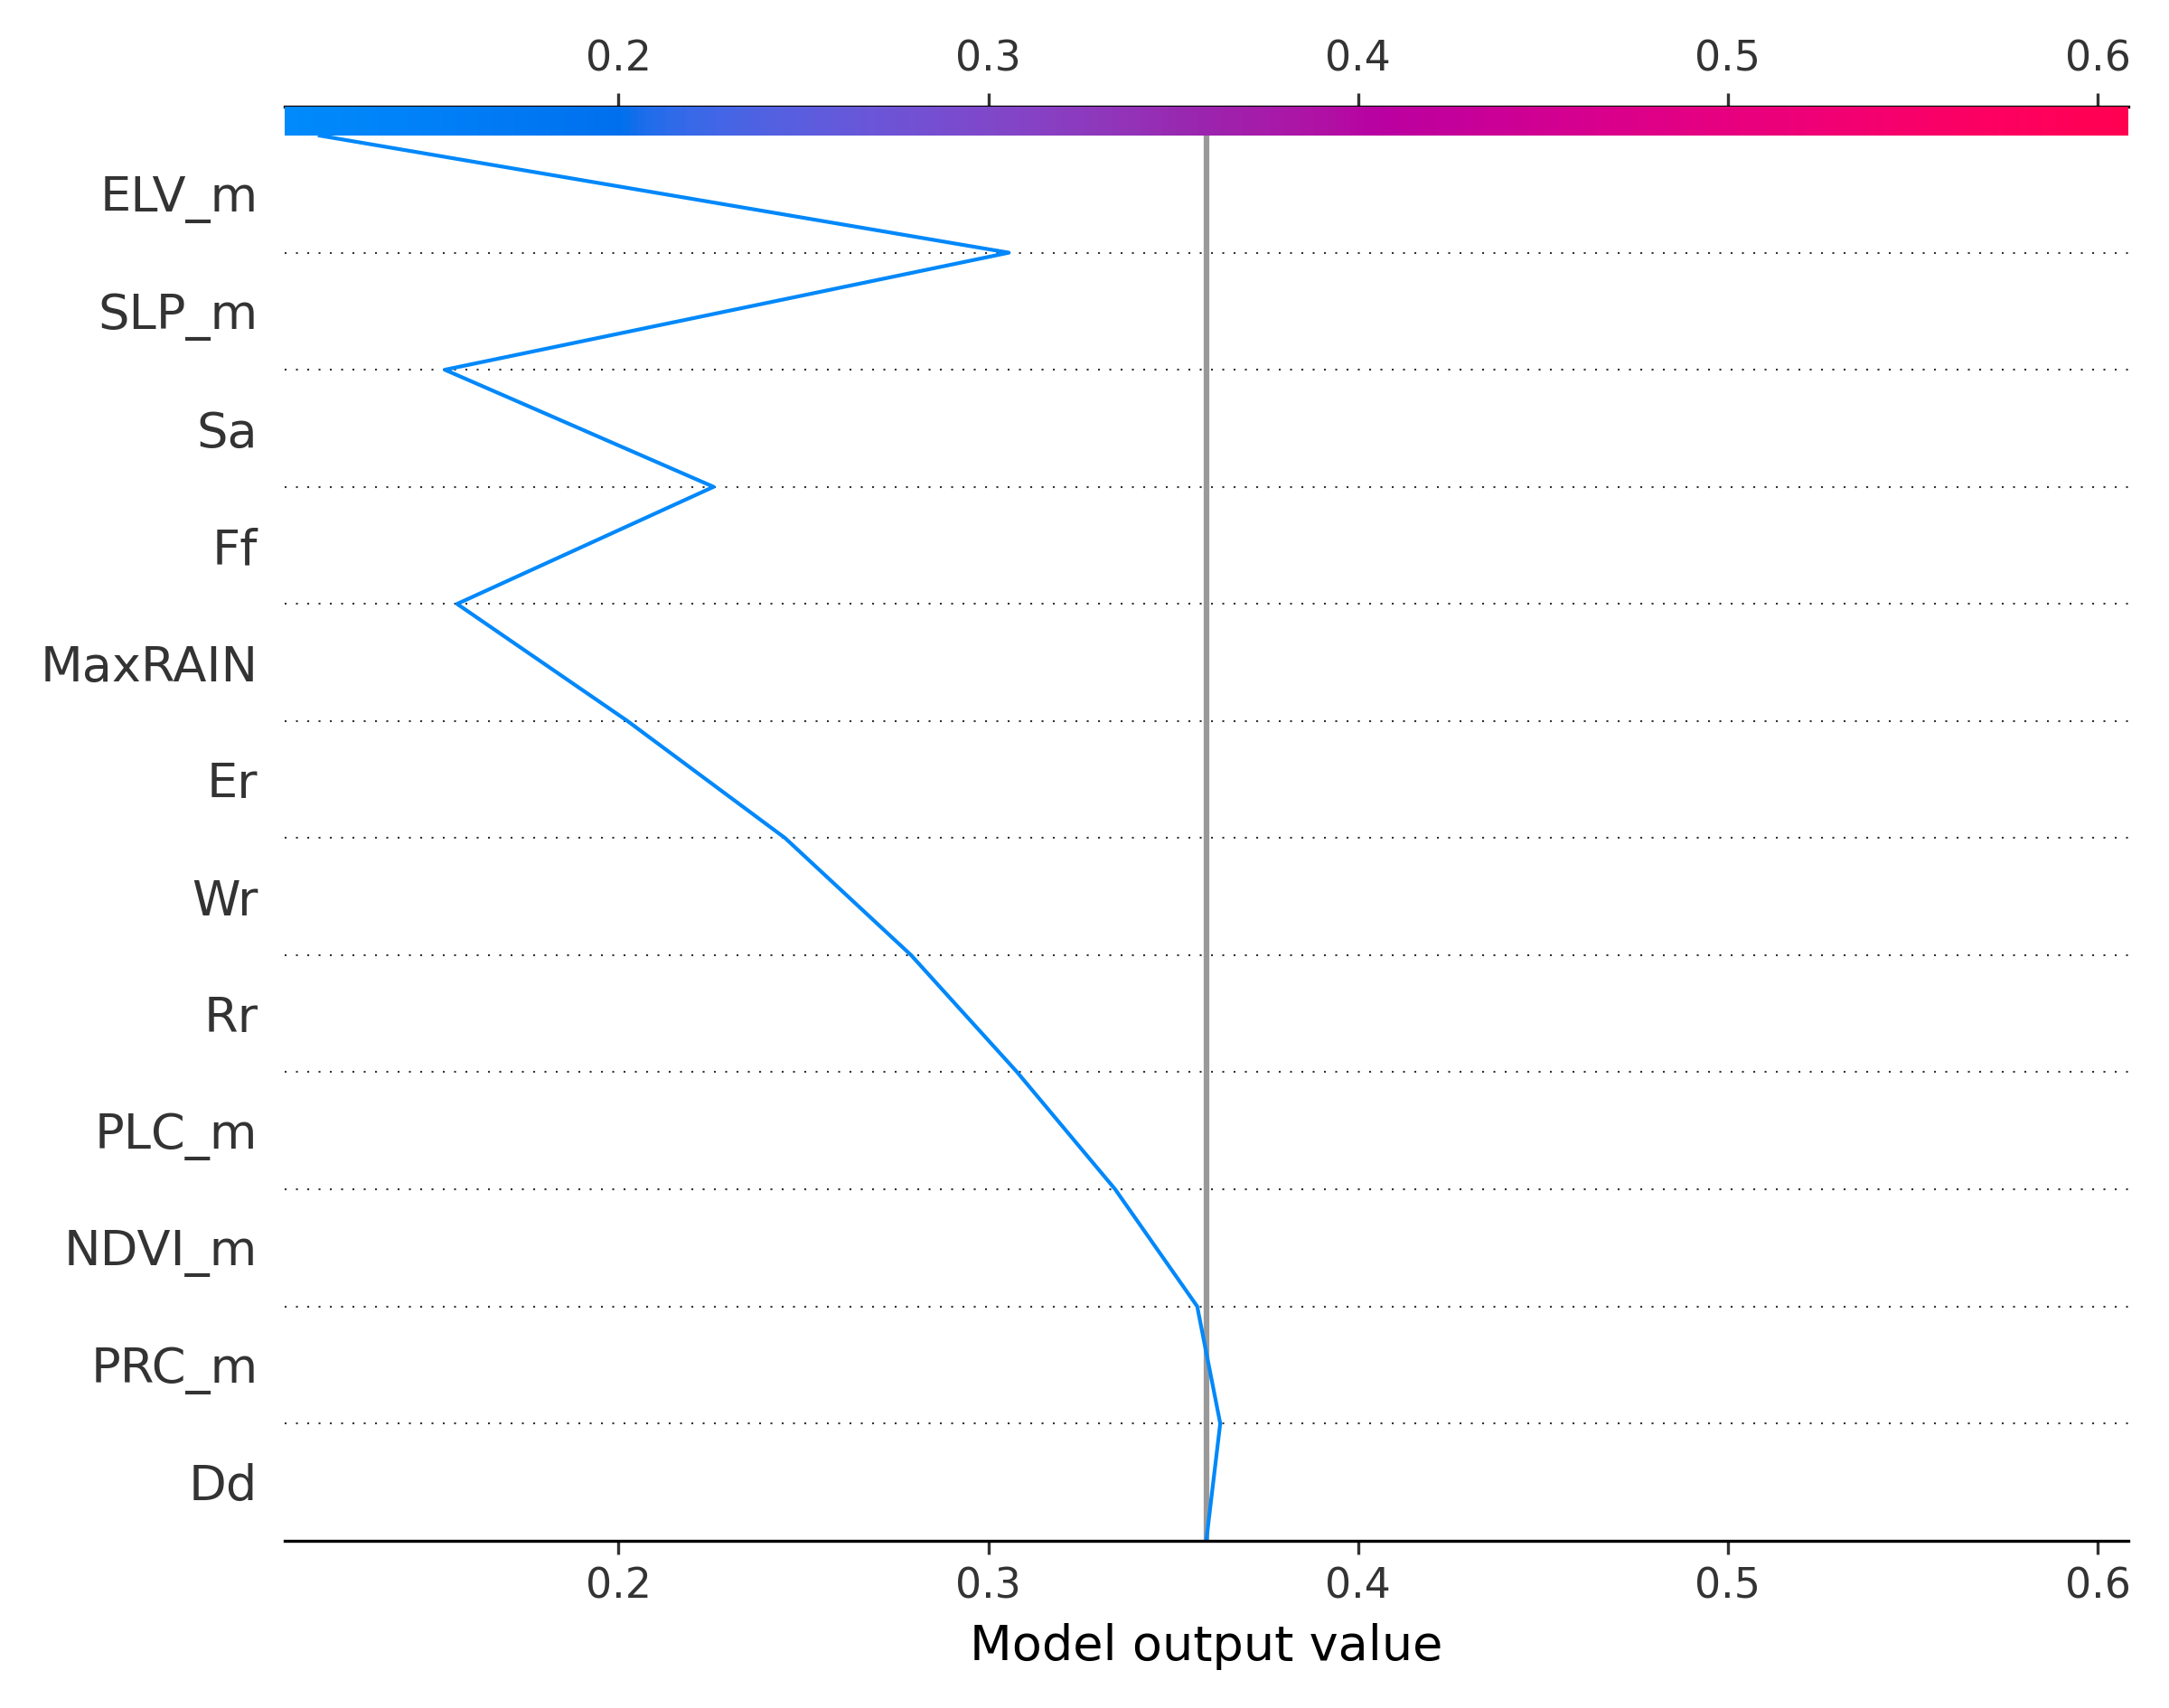 0.2 0.3 0.4 0.5 0.6
ELV_m
SLP_m
Sa
Ff
MaxRAIN
Er
Wr
Rr
PLC_m
NDVI_m
PRC_m
Dd
0.2 0.3 0.4 0.5 0.6
Model output value